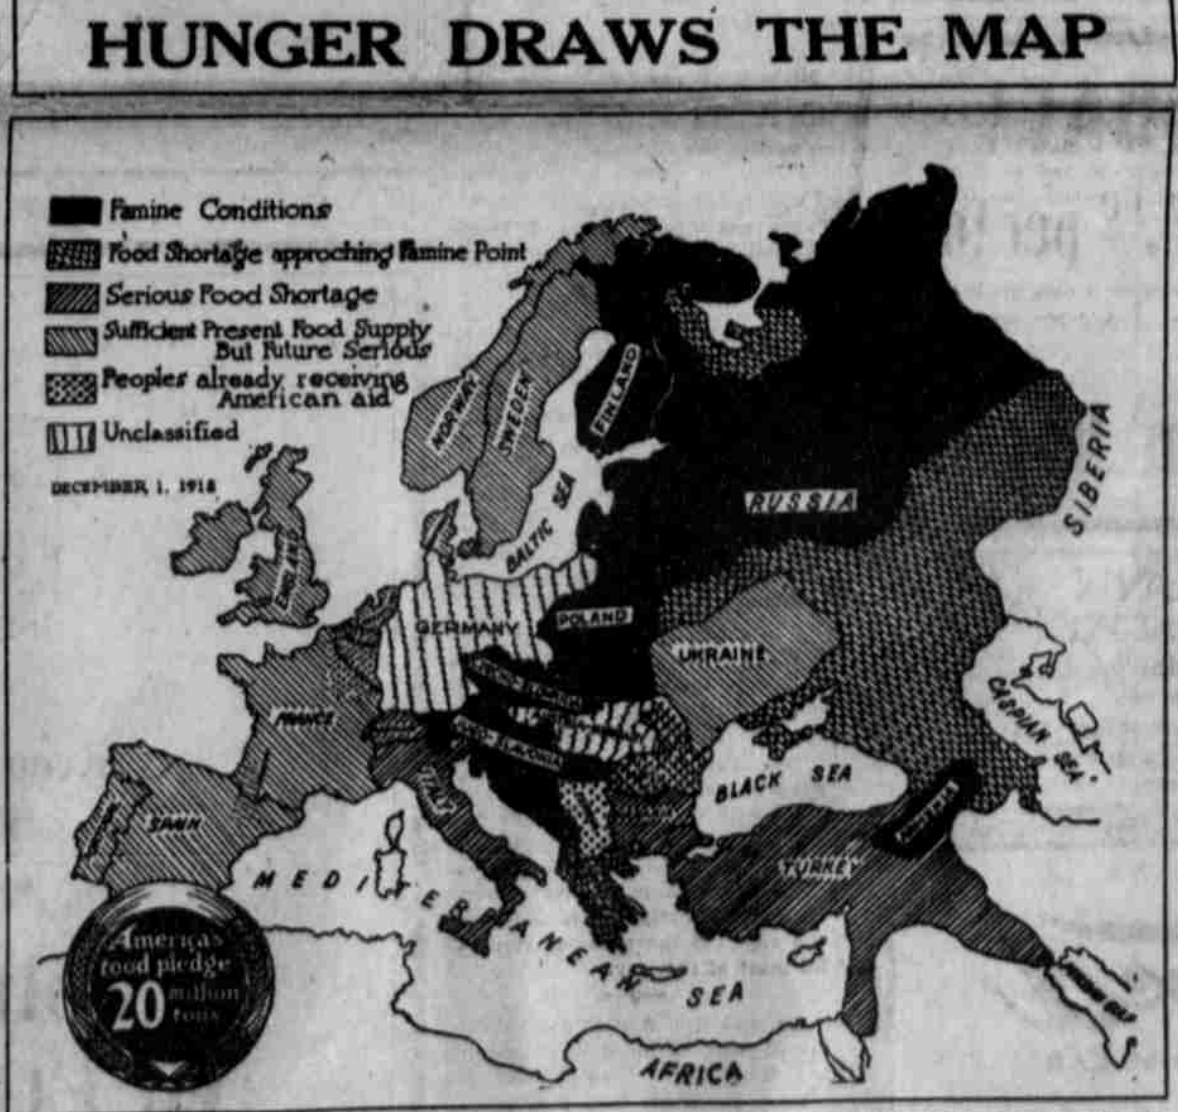 HUNGER DRAWS THE MAP
Famine Conditions
Food Shortage approching Famine Point
Serious Food Shortage
Sufficient Present Food Supply
But Future Serious
Peoples already receiving
American aid
Unclassified
DECEMBER 1, 1918
NORWAY
SWEDEN
FINLAND
BALTIC SEA
RUSSIA
SIBERIA
ENGLAND
GERMANY
POLAND
UKRAINE
FRANCE
CASPIAN SEA
BLACK SEA
ITALY
SPAIN
TURKEY
MEDITERRANEAN SEA
AFRICA
America's
food pledge
20 million
tons